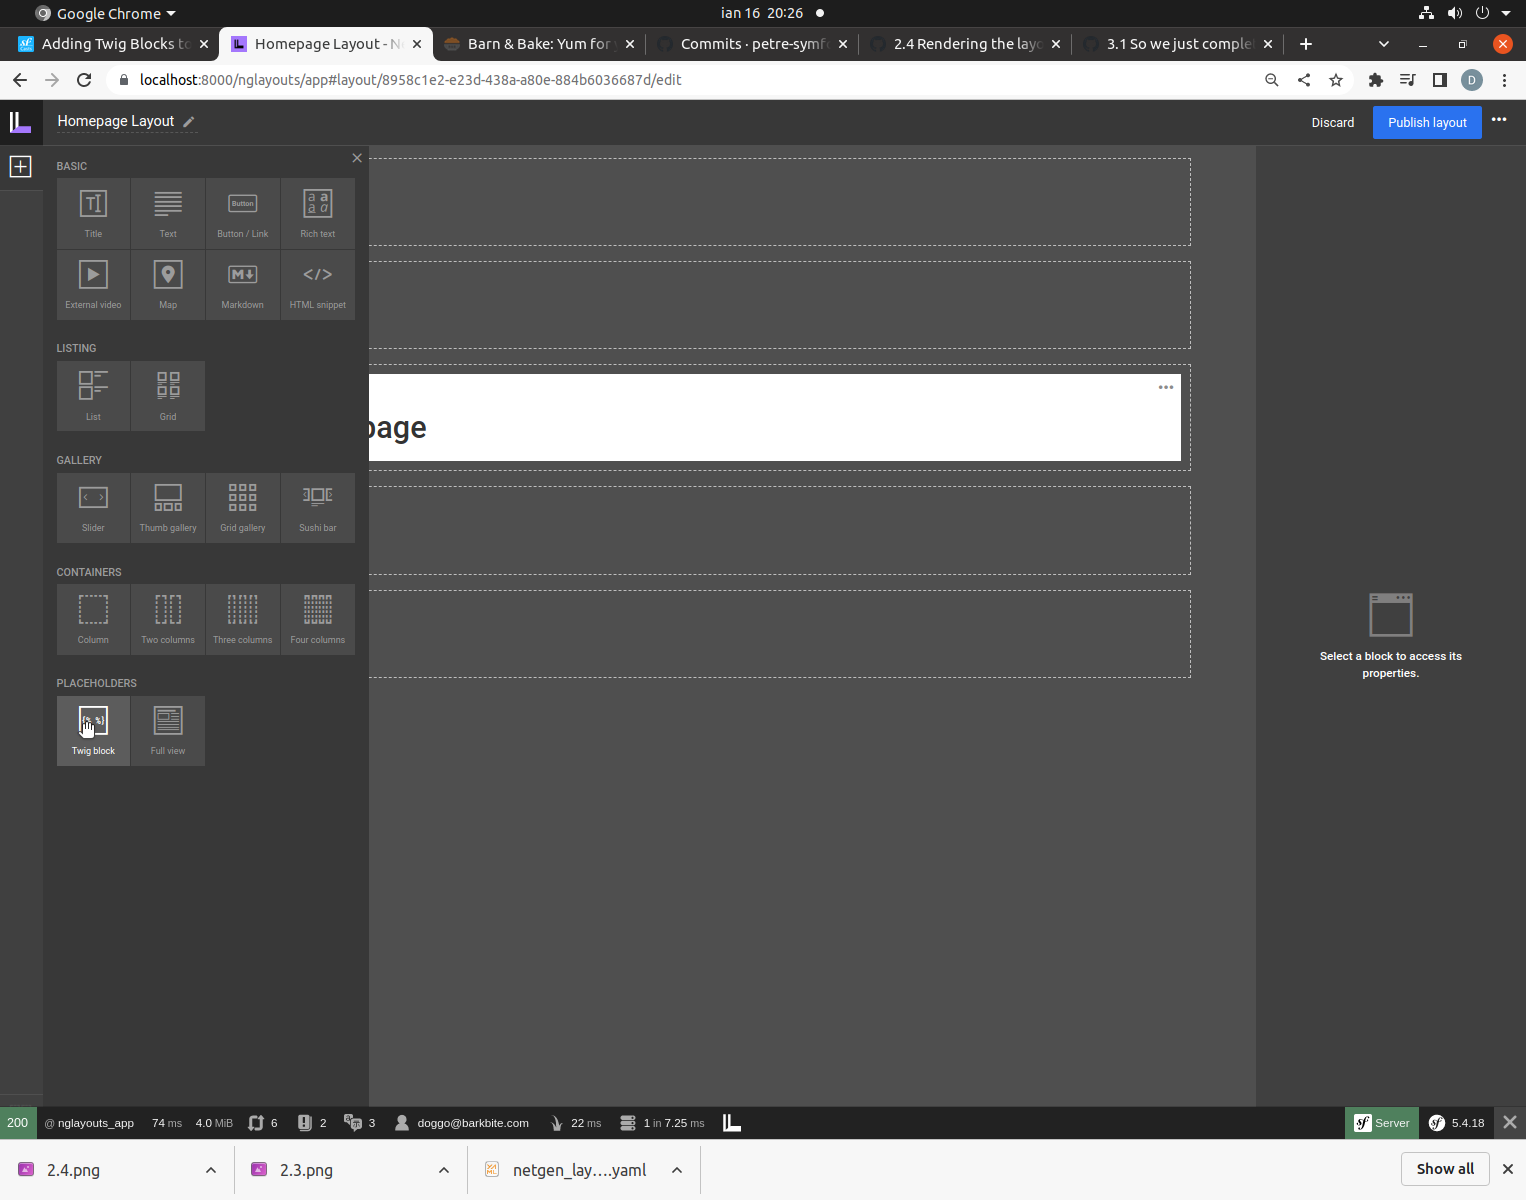 Google Chrome
ian 16 20:26
Adding Twig Blocks to
Homepage Layout - N
Barn & Bake: Yum for
Commits · petre-symf
2.4 Rendering the layo
3.1 So we just comple
localhost:8000/nglayouts/app#layout/8958c1e2-e23d-438a-a80e-884b6036687d/edit
D
Homepage Layout
Discard
Publish layout
BASIC
Title
Text
Button
Button / Link
Rich text
External video
Map
Markdown
HTML snippet
LISTING
List
Grid
page
GALLERY
Slider
Thumb gallery
Grid gallery
Sushi bar
CONTAINERS
Column
Two columns
Three columns
Four columns
PLACEHOLDERS
Twig block
Full view
Select a block to access its
properties.
200 @ nglayouts_app 74 ms 4.0 MiB 6 2 3 doggo@barkbite.com 22 ms 1 in 7.25 ms Server 5.4.18
2.4.png
2.3.png
netgen_lay....yaml
Show all